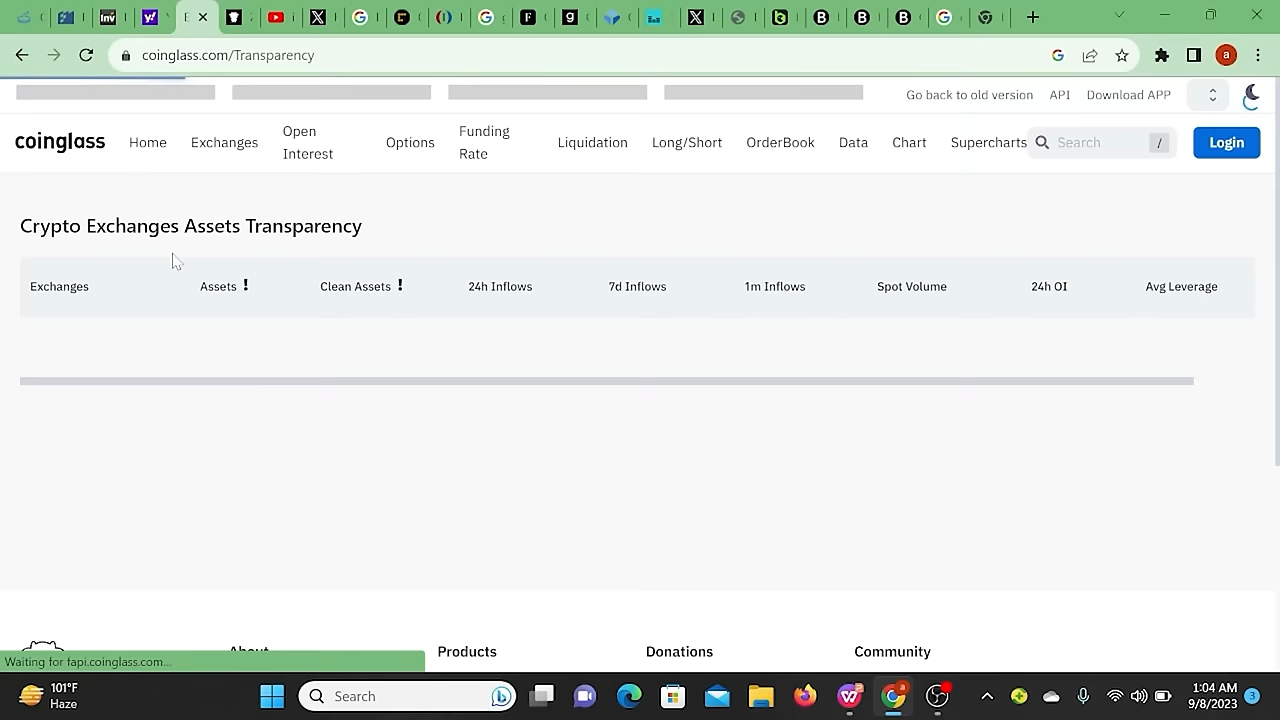 coinglass.com/Transparency
Go back to old version API Download APP
coinglass Home Exchanges Open Interest Options Funding Rate Liquidation Long/Short OrderBook Data Chart Supercharts Search / Login
Crypto Exchanges Assets Transparency
Exchanges Assets ! Clean Assets ! 24h Inflows 7d Inflows 1m Inflows Spot Volume 24h OI Avg Leverage
About Products Donations Community
Waiting for fapi.coinglass.com...
101°F
Haze
Search
1:04 AM
9/8/2023
3